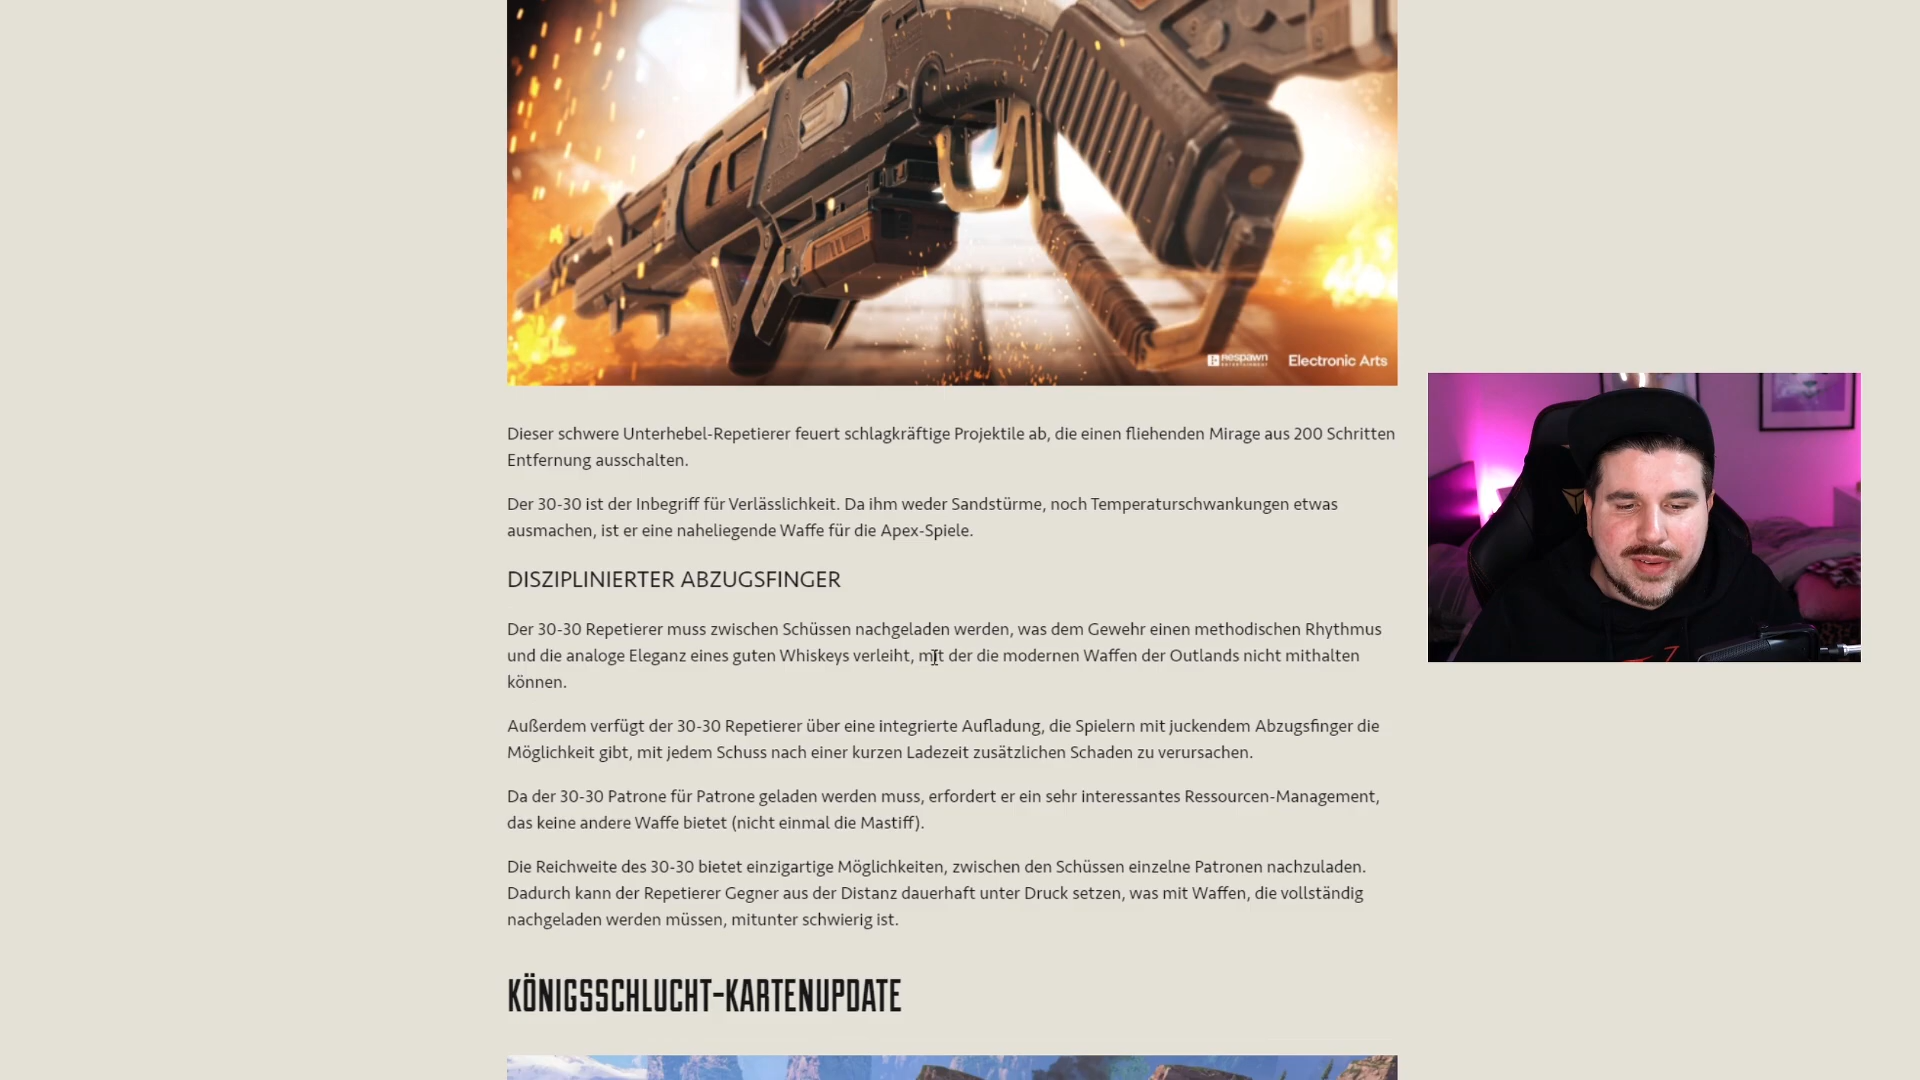 Respawn
ENTERTAINMENT
Electronic Arts
Dieser schwere Unterhebel-Repetierer feuert schlagkräftige Projektile ab, die einen fliehenden Mirage aus 200 Schritten
Entfernung ausschalten.
Der 30-30 ist der Inbegriff für Verlässlichkeit. Da ihm weder Sandstürme, noch Temperaturschwankungen etwas
ausmachen, ist er eine naheliegende Waffe für die Apex-Spiele.
DISZIPLINIERTER ABZUGSFINGER
Der 30-30 Repetierer muss zwischen Schüssen nachgeladen werden, was dem Gewehr einen methodischen Rhythmus
und die analoge Eleganz eines guten Whiskeys verleiht, mit der die modernen Waffen der Outlands nicht mithalten
können.
Außerdem verfügt der 30-30 Repetierer über eine integrierte Aufladung, die Spielern mit juckendem Abzugsfinger die
Möglichkeit gibt, mit jedem Schuss nach einer kurzen Ladezeit zusätzlichen Schaden zu verursachen.
Da der 30-30 Patrone für Patrone geladen werden muss, erfordert er ein sehr interessantes Ressourcen-Management,
das keine andere Waffe bietet (nicht einmal die Mastiff).
Die Reichweite des 30-30 bietet einzigartige Möglichkeiten, zwischen den Schüssen einzelne Patronen nachzuladen.
Dadurch kann der Repetierer Gegner aus der Distanz dauerhaft unter Druck setzen, was mit Waffen, die vollständig
nachgeladen werden müssen, mitunter schwierig ist.
KÖNIGSSCHLUCHT-KARTENUPDATE